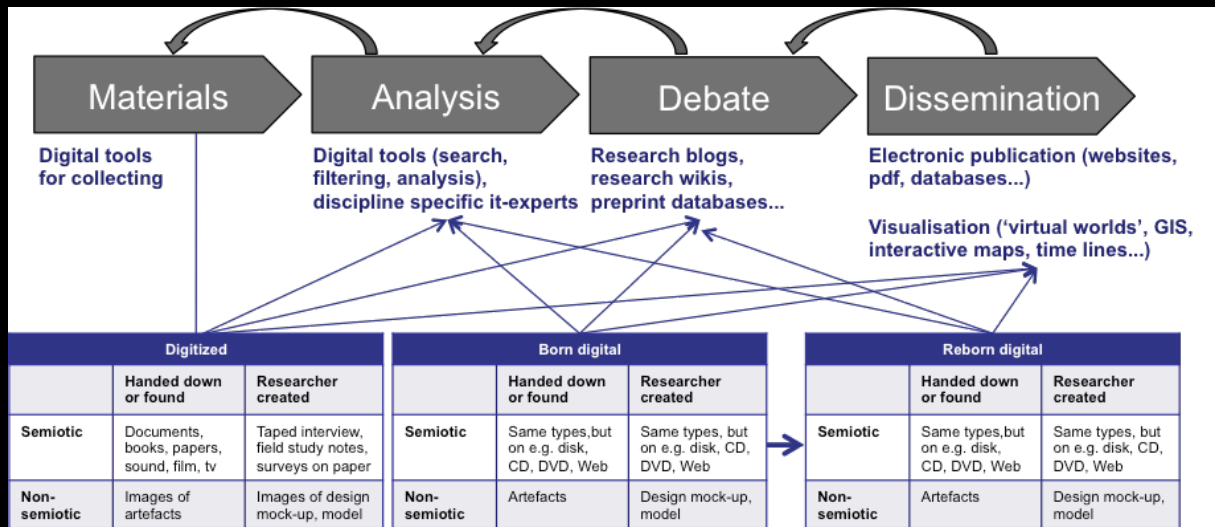 Materials
Analysis
Debate
Dissemination
Digital tools
for collecting
Digital tools (search,
filtering, analysis),
discipline specific it-experts
Research blogs,
research wikis,
preprint databases...
Electronic publication (websites,
pdf, databases...)
Visualisation (‘virtual worlds’, GIS,
interactive maps, time lines...)
Digitized
Handed down
or found
Researcher
created
Semiotic
Documents,
books, papers,
sound, film, tv
Taped interview,
field study notes,
surveys on paper
Non-
semiotic
Images of
artefacts
Images of design
mock-up, model
Born digital
Handed down
or found
Researcher
created
Semiotic
Same types,but
on e.g. disk,
CD, DVD, Web
Same types, but
on e.g. disk, CD,
DVD, Web
Non-
semiotic
Artefacts
Design mock-up,
model
Reborn digital
Handed down
or found
Researcher
created
Semiotic
Same types,but
on e.g. disk,
CD, DVD, Web
Same types, but
on e.g. disk, CD,
DVD, Web
Non-
semiotic
Artefacts
Design mock-up,
model